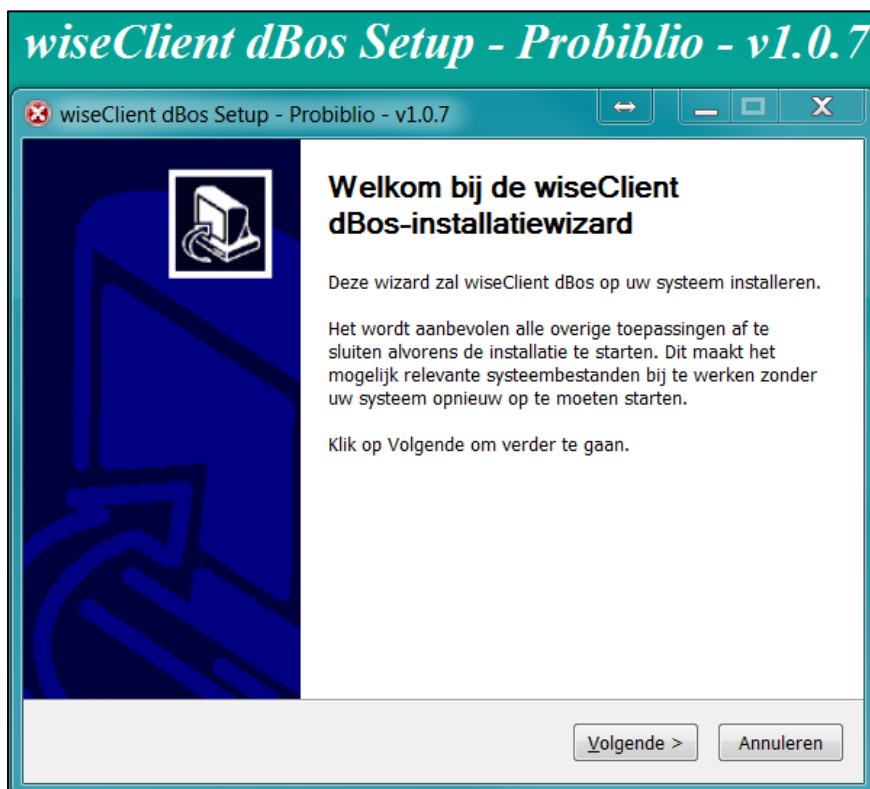 wiseClient dBos Setup - Probiblio - v1.0.7
wiseClient dBos Setup - Probiblio - v1.0.7
Welkom bij de wiseClient
dBos-installatiewizard
Deze wizard zal wiseClient dBos op uw systeem installeren.
Het wordt aanbevolen alle overige toepassingen af te
sluiten alvorens de installatie te starten. Dit maakt het
mogelijk relevante systeembestanden bij te werken zonder
uw systeem opnieuw op te moeten starten.
Klik op Volgende om verder te gaan.
Volgende >
Annuleren